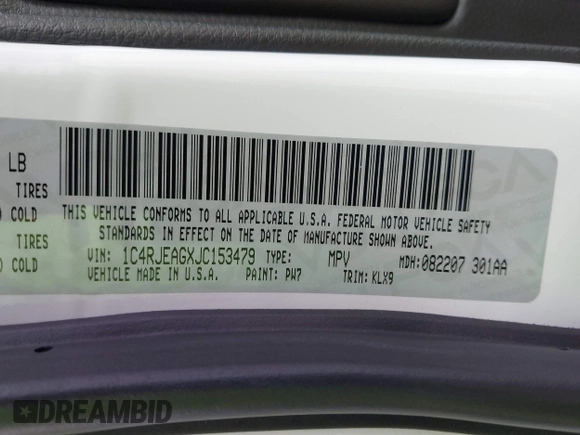 LB
TIRES
COLD
TIRES
COLD
THIS VEHICLE CONFORMS TO ALL APPLICABLE U.S.A. FEDERAL MOTOR VEHICLE SAFETY
STANDARDS IN EFFECT ON THE DATE OF MANUFACTURE SHOWN ABOVE.
VIN: 1C4RJEAGXJC153479 TYPE: MPV MDH: 082207 301AA
VEHICLE MADE IN U.S.A. PAINT: PW7 TRIM: KLX9
DREAMBID